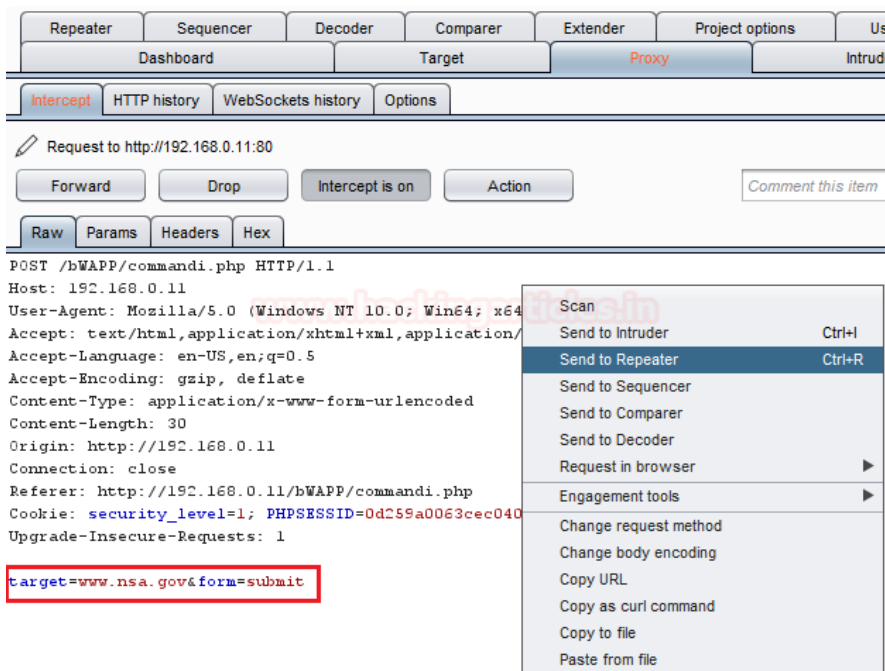 Repeater Sequencer Decoder Comparer Extender Project options
Dashboard Target Proxy
Intercept HTTP history WebSockets history Options
Request to http://192.168.0.11:80
Forward Drop Intercept is on Action Comment this item
Raw Params Headers Hex
POST /bWAPP/commandi.php HTTP/1.1
Host: 192.168.0.11
User-Agent: Mozilla/5.0 (Windows NT 10.0; Win64; x64
Accept: text/html,application/xhtml+xml,application/
Accept-Language: en-US,en;q=0.5
Accept-Encoding: gzip, deflate
Content-Type: application/x-www-form-urlencoded
Content-Length: 30
Origin: http://192.168.0.11
Connection: close
Referer: http://192.168.0.11/bWAPP/commandi.php
Cookie: security_level=1; PHPSESSID=0d259a0063cec040
Upgrade-Insecure-Requests: 1
target=www.nsa.gov&form=submit
www.hackingarticles.in
Scan
Send to Intruder Ctrl+I
Send to Repeater Ctrl+R
Send to Sequencer
Send to Comparer
Send to Decoder
Request in browser
Engagement tools
Change request method
Change body encoding
Copy URL
Copy as curl command
Copy to file
Paste from file